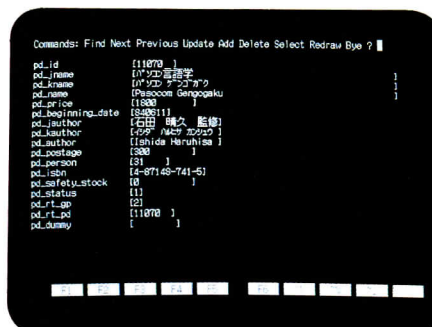 Commands: Find Next Previous Update Add Delete Select Redraw Bye ?
pd_id [11070 ]
pd_jname [パソコン言語学 ]
pd_kname [パソコン ゲンゴガク ]
pd_name [Pasocom Gengogaku ]
pd_price [1800 ]
pd_beginning_date [840611]
pd_jauthor [石田 晴久 監修]
pd_kauthor [イシダ ハルヒサ カンシュウ ]
pd_author [Ishida Haruhisa ]
pd_postage [300 ]
pd_person [31 ]
pd_isbn [4-87148-741-5]
pd_safety_stock [0 ]
pd_status [1]
pd_rt_gp [2]
pd_rt_pd [11070 ]
pd_dummy [ ]
F1 F2 F3 F4 F5 F6